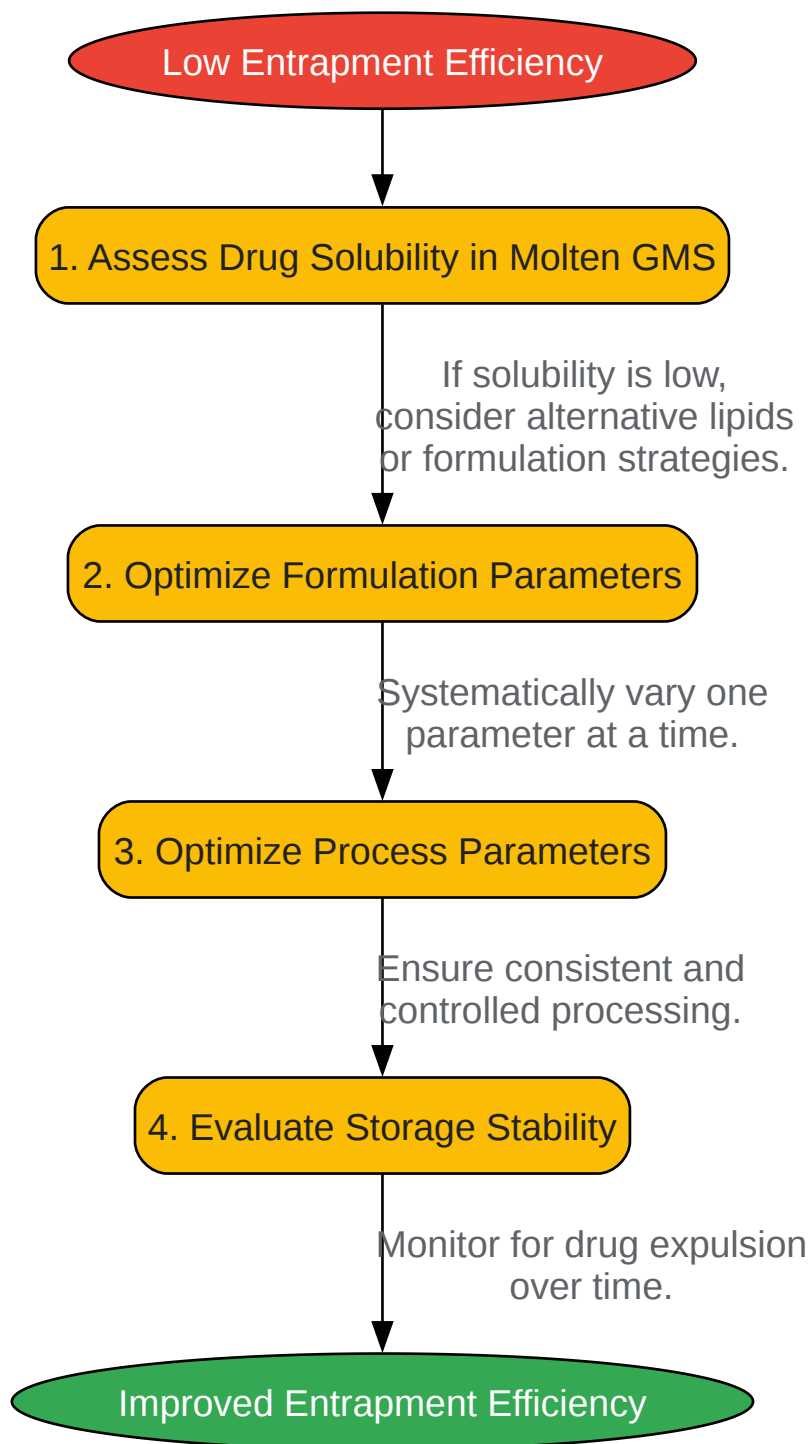 Low Entrapment Efficiency
1. Assess Drug Solubility in Molten GMS
If solubility is low,
consider alternative lipids
or formulation strategies.
2. Optimize Formulation Parameters
Systematically vary one
parameter at a time.
3. Optimize Process Parameters
Ensure consistent and
controlled processing.
4. Evaluate Storage Stability
Monitor for drug expulsion
over time.
Improved Entrapment Efficiency